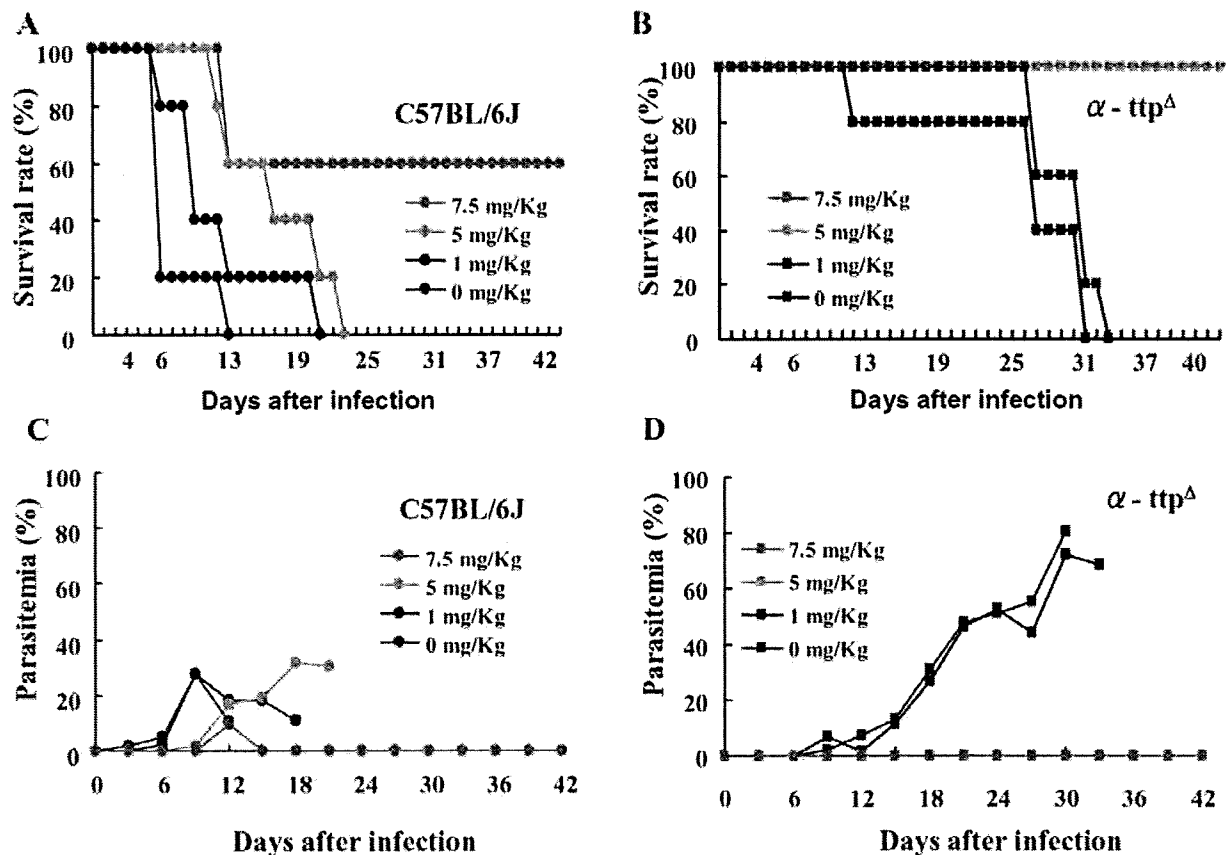 A
100
80
60
40
20
0
Survival rate (%)
C57BL/6J
7.5 mg/Kg
5 mg/Kg
1 mg/Kg
0 mg/Kg
4 6 13 19 25 31 37 42
Days after infection
B
100
80
60
40
20
0
Survival rate (%)
α - ttpΔ
7.5 mg/Kg
5 mg/Kg
1 mg/Kg
0 mg/Kg
4 6 13 19 25 31 37 40
Days after infection
C
100
80
60
40
20
0
Parasitemia (%)
C57BL/6J
7.5 mg/Kg
5 mg/Kg
1 mg/Kg
0 mg/Kg
0 6 12 18 24 30 36 42
Days after infection
D
100
80
60
40
20
0
Parasitemia (%)
α - ttpΔ
7.5 mg/Kg
5 mg/Kg
1 mg/Kg
0 mg/Kg
0 6 12 18 24 30 36 42
Days after infection